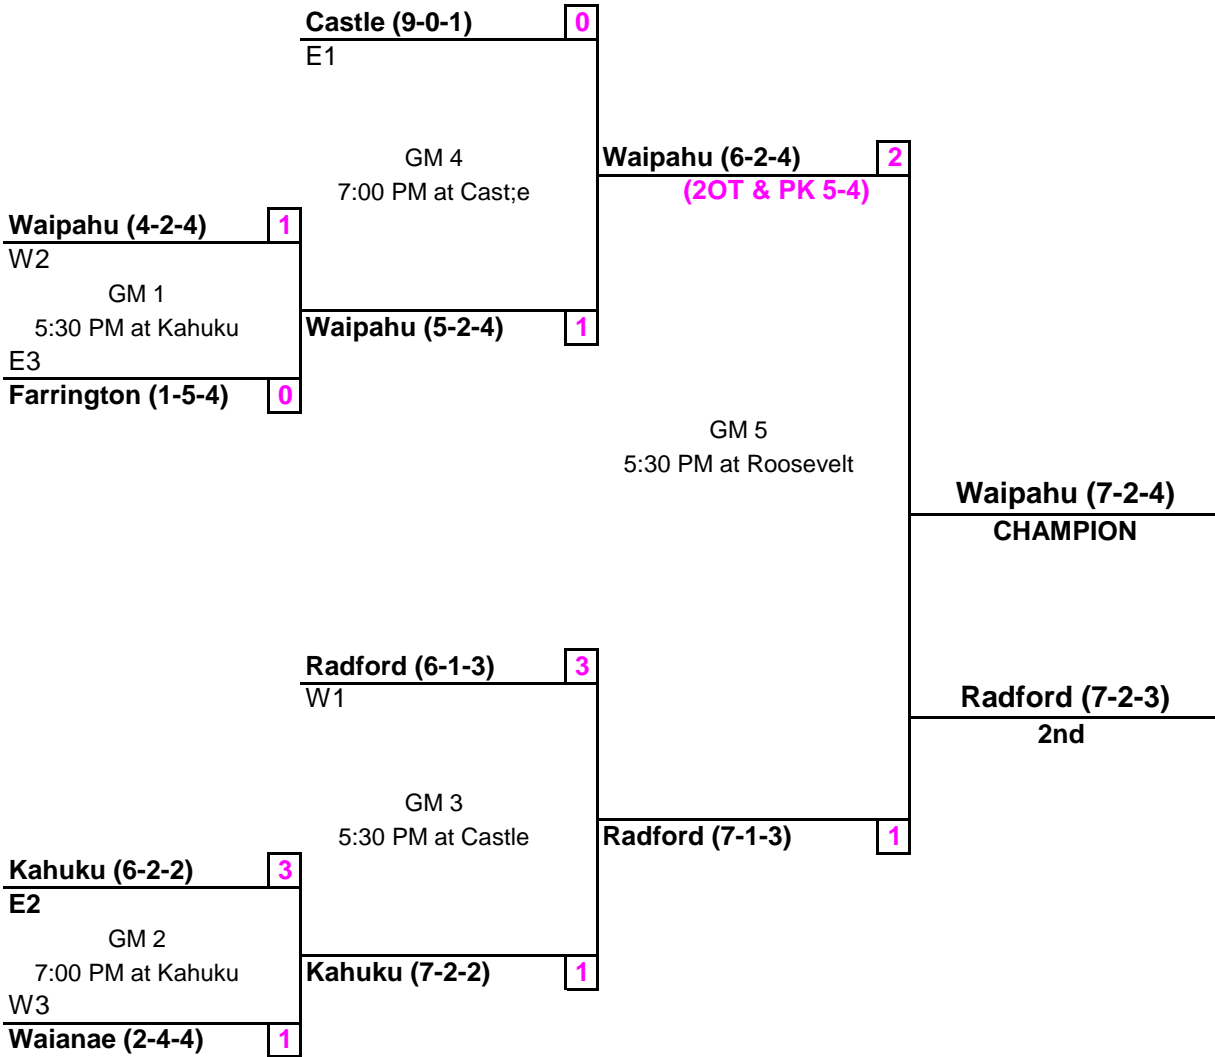 Castle (9-0-1) 0
E1
GM 4
7:00 PM at Cast;e
Waipahu (6-2-4) 2
(2OT & PK 5-4)
Waipahu (4-2-4) 1
W2
GM 1
5:30 PM at Kahuku
Waipahu (5-2-4) 1
E3
Farrington (1-5-4) 0
GM 5
5:30 PM at Roosevelt
Waipahu (7-2-4)
CHAMPION
Radford (6-1-3) 3
W1
Radford (7-2-3)
2nd
GM 3
5:30 PM at Castle
Radford (7-1-3) 1
Kahuku (6-2-2) 3
E2
GM 2
7:00 PM at Kahuku
Kahuku (7-2-2) 1
W3
Waianae (2-4-4) 1